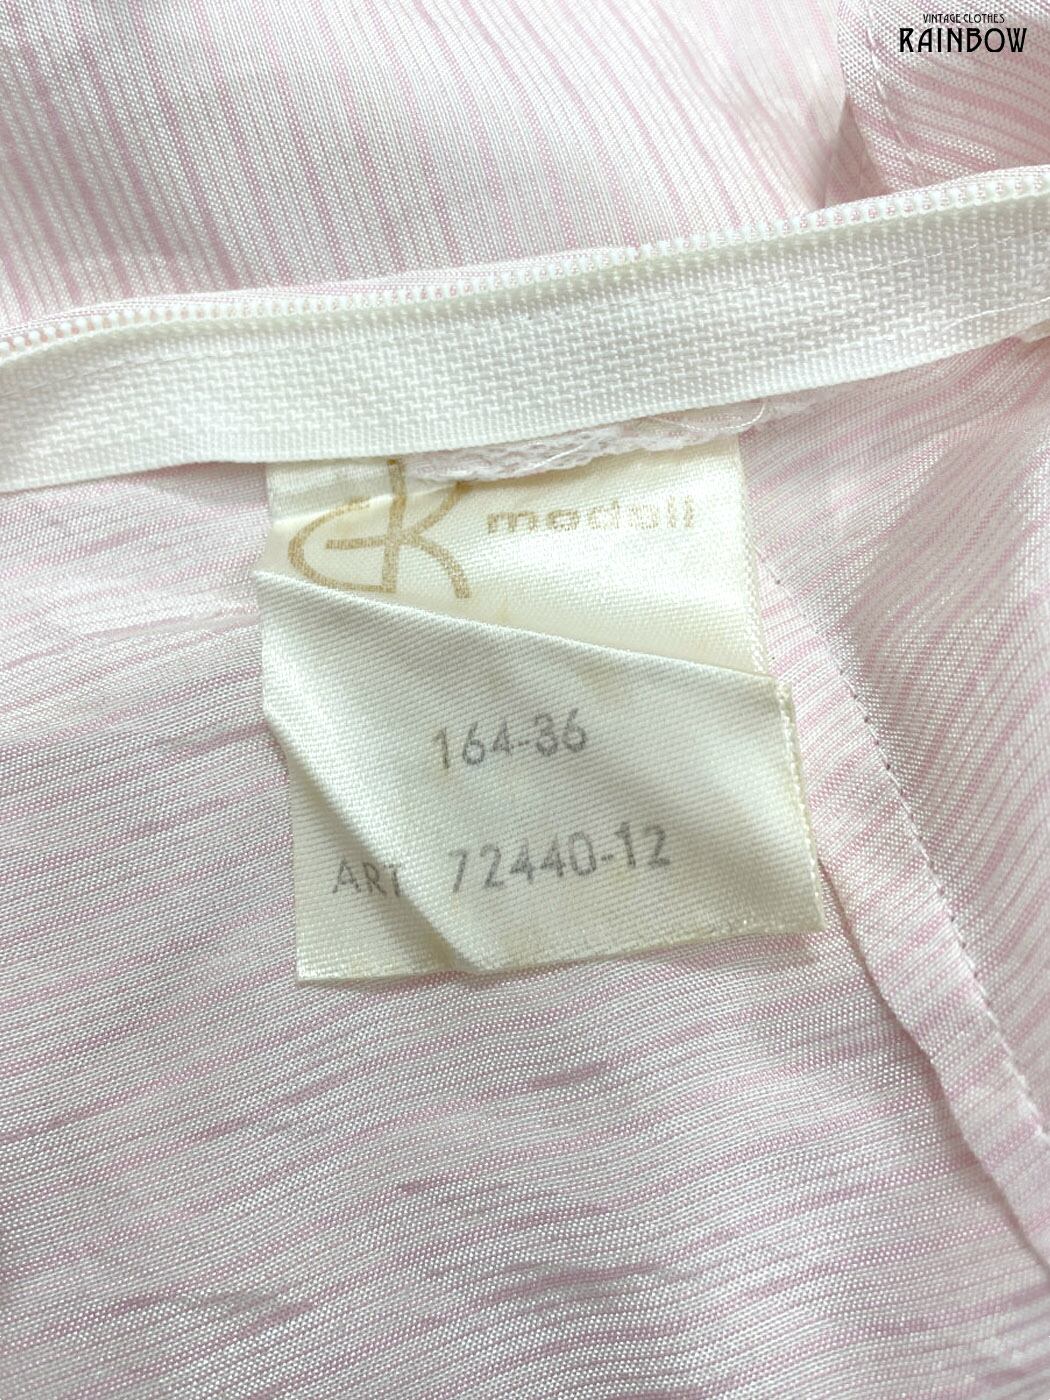 VINTAGE CLOTHES
RAINBOW
modell
164-36
ART. 72440-12